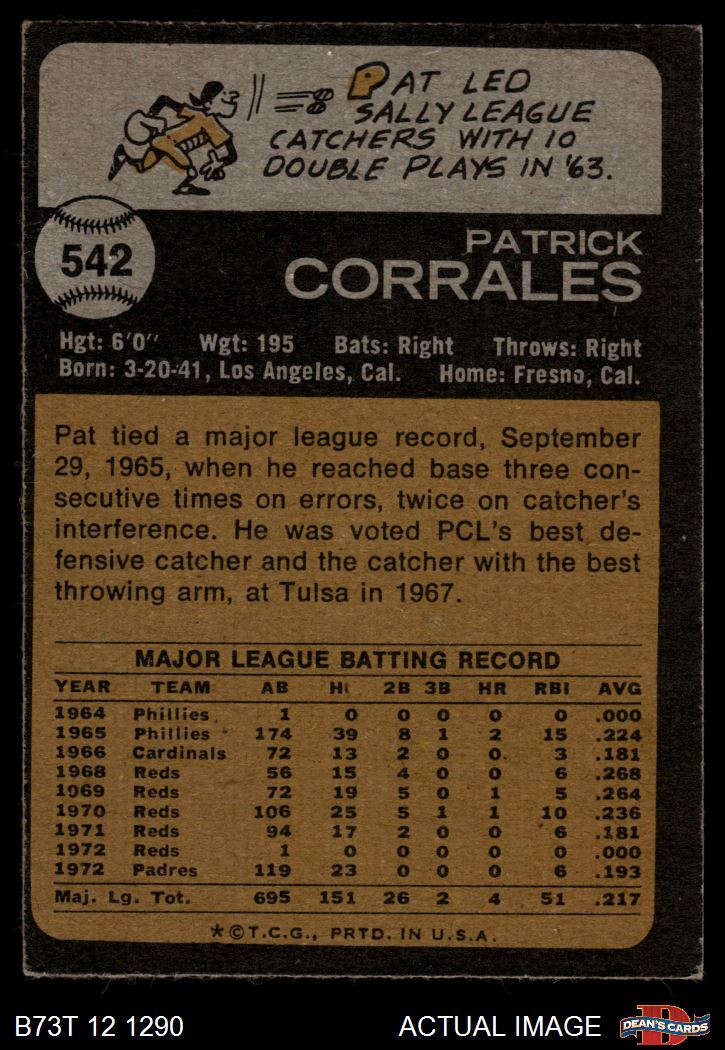 PAT LED
SALLY LEAGUE
CATCHERS WITH 10
DOUBLE PLAYS IN '63.
542
PATRICK
CORRALES
Hgt: 6'0" Wgt: 195 Bats: Right Throws: Right
Born: 3-20-41, Los Angeles, Cal. Home: Fresno, Cal.
Pat tied a major league record, September
29, 1965, when he reached base three con-
secutive times on errors, twice on catcher's
interference. He was voted PCL's best de-
fensive catcher and the catcher with the best
throwing arm, at Tulsa in 1967.
MAJOR LEAGUE BATTING RECORD
YEAR TEAM AB HI 2B 3B HR RBI AVG
1964 Phillies 1 0 0 0 0 0 .000
1965 Phillies 174 39 8 1 2 15 .224
1966 Cardinals 72 13 2 0 0 3 .181
1968 Reds 56 15 4 0 0 6 .268
1969 Reds 72 19 5 0 1 5 .264
1970 Reds 106 25 5 1 1 10 .236
1971 Reds 94 17 2 0 0 6 .181
1972 Reds 1 0 0 0 0 0 .000
1972 Padres 119 23 0 0 0 6 .193
Maj. Lg. Tot. 695 151 26 2 4 51 .217
*©T.C.G., PRTD. IN U.S.A.
B73T 12 1290 ACTUAL IMAGE D DEAN'S CARDS